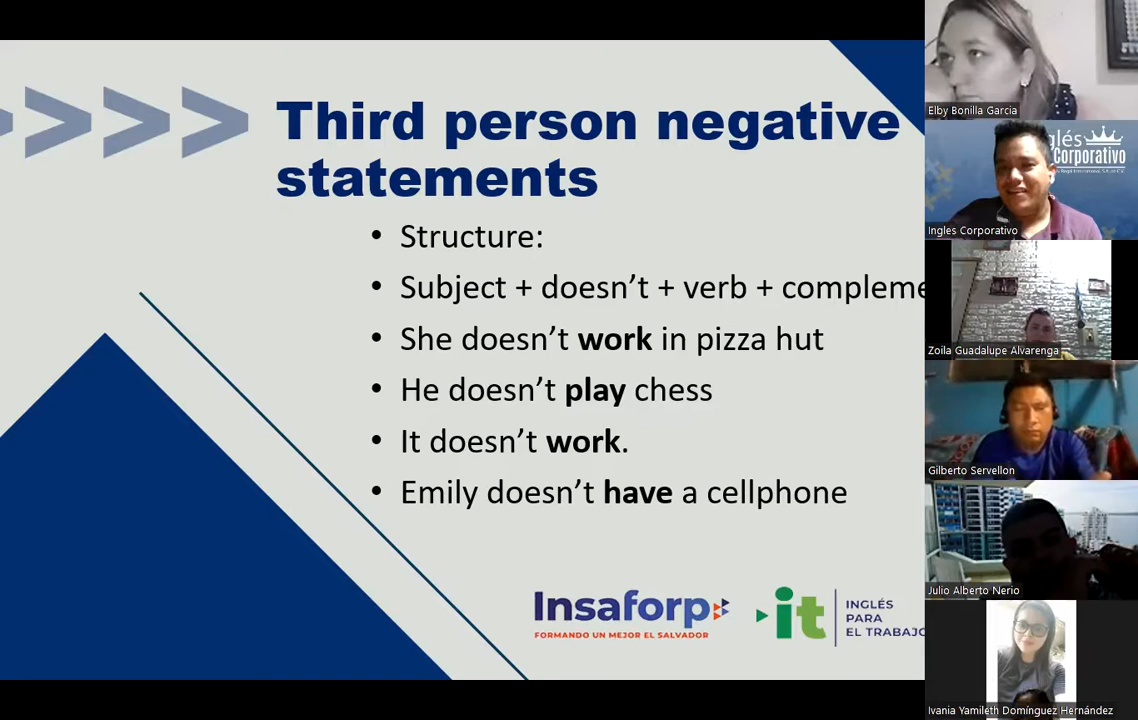 Third person negative
statements
• Structure:
• Subject + doesn’t + verb + compleme
• She doesn’t work in pizza hut
• He doesn’t play chess
• It doesn’t work.
• Emily doesn’t have a cellphone
Insaforp
FORMANDO UN MEJOR EL SALVADOR
it
INGLÉS
PARA
EL TRABAJO
Elby Bonilla Garcia
glés
Corporativo
Ingles Corporativo
Zoila Guadalupe Alvarenga
Gilberto Servellon
Julio Alberto Nerio
Ivania Yamileth Domínguez Hernández